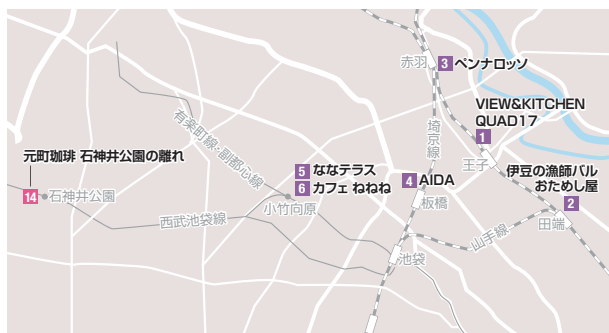 赤羽
3 ペンナロッソ
VIEW&KITCHEN
QUAD17
1
王子
埼京線
有楽町線・副都心線
元町珈琲 石神井公園の離れ
14
石神井公園
5 ななテラス
6 カフェ ねねね
小竹向原
西武池袋線
4 AIDA
板橋
伊豆の漁師バル
おためし屋
2
田端
山手線
池袋